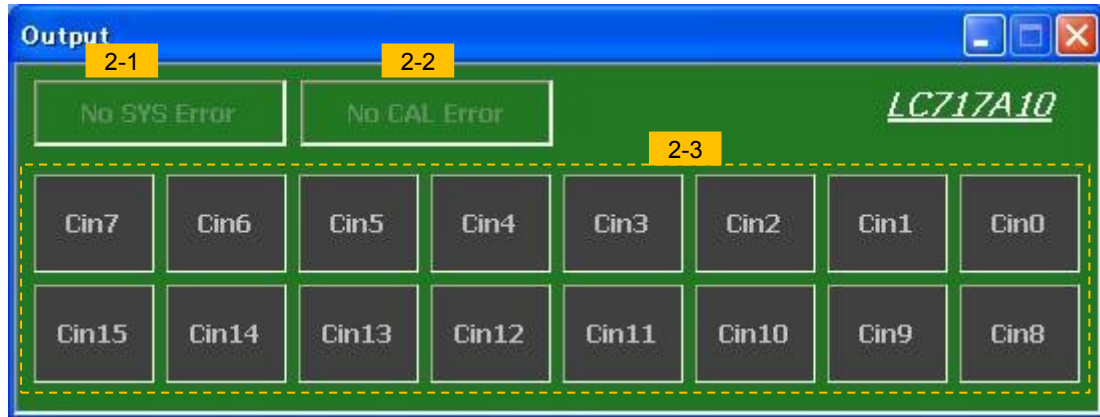 Output
2-1 2-2
No SYS Error No CAL Error LC717A10
2-3
Cin7 Cin6 Cin5 Cin4 Cin3 Cin2 Cin1 Cin0
Cin15 Cin14 Cin13 Cin12 Cin11 Cin10 Cin9 Cin8